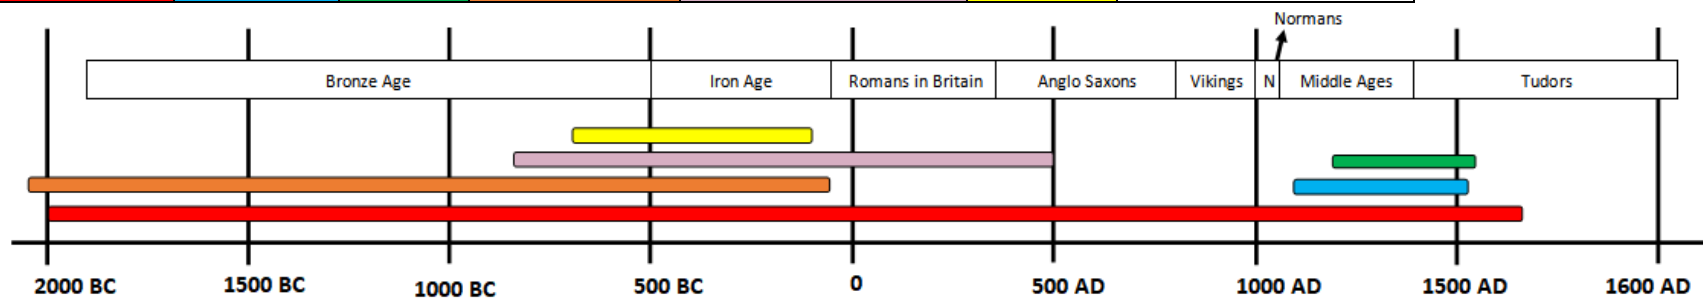 Normans
Bronze Age Iron Age Romans in Britain Anglo Saxons Vikings N Middle Ages Tudors
2000 BC 1500 BC 1000 BC 500 BC 0 500 AD 1000 AD 1500 AD 1600 AD